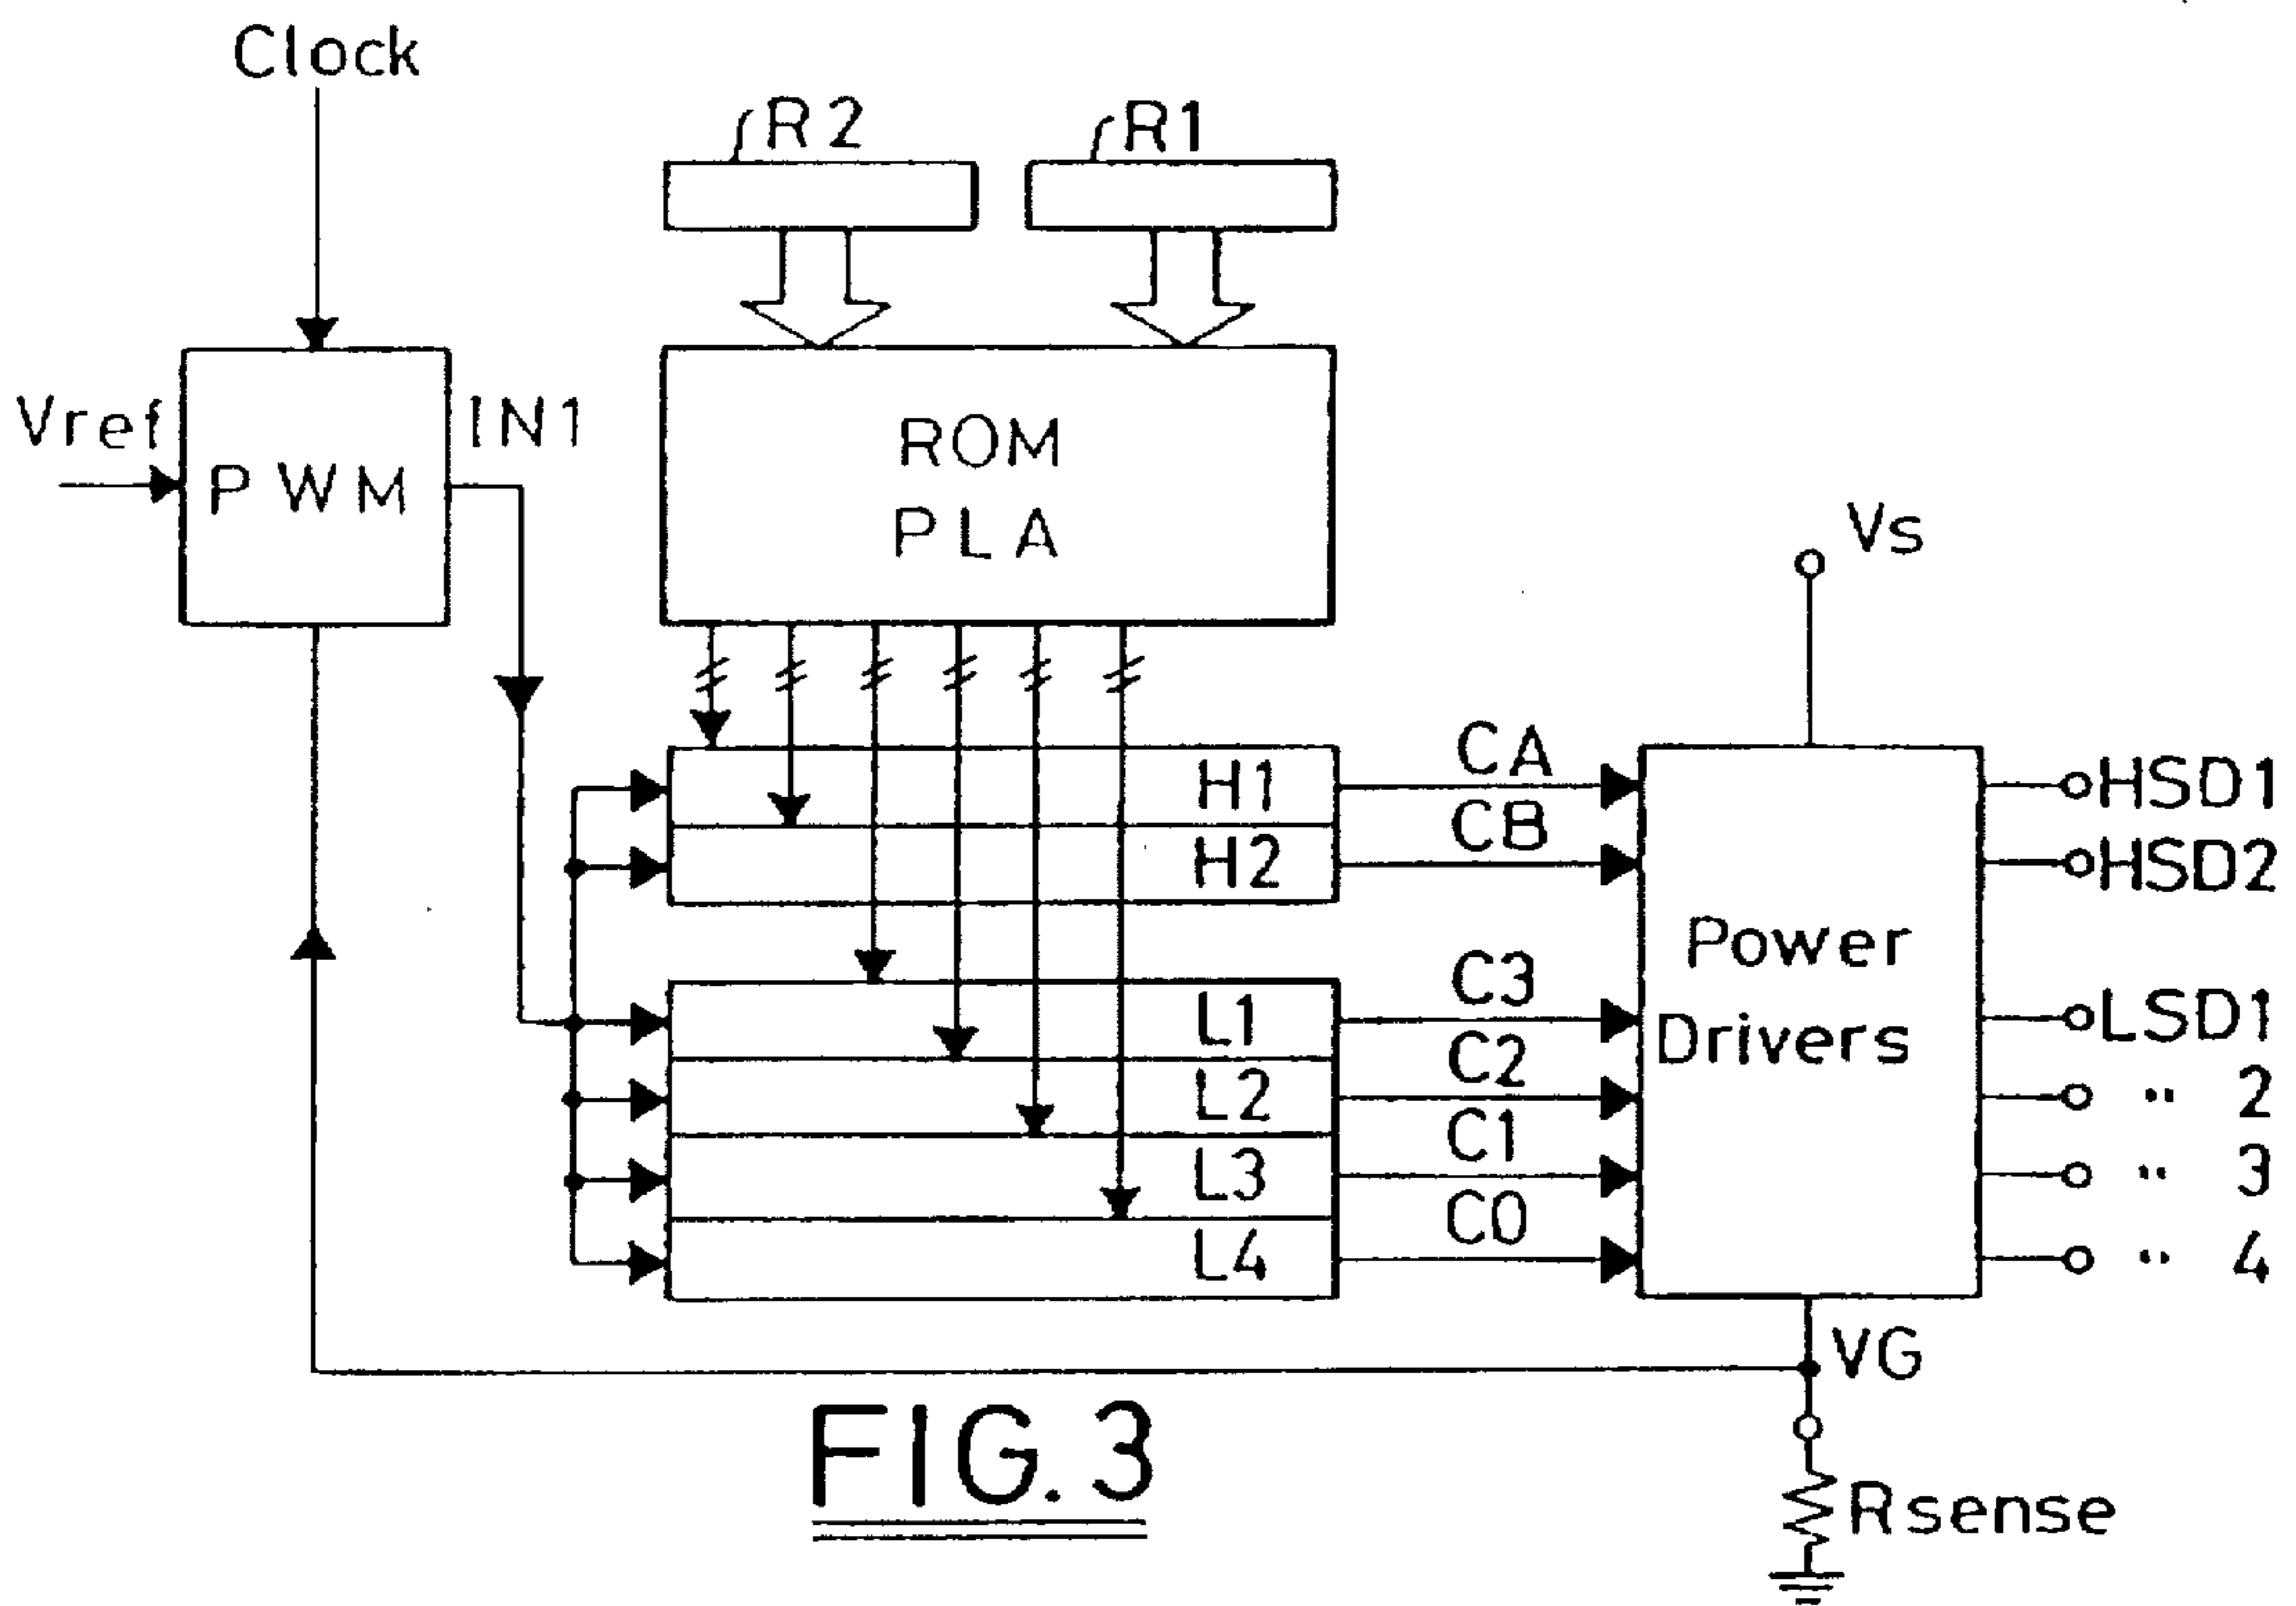 Clock
R2
R1
Vref
PWM
IN1
ROM
PLA
Vs
H1
CA
HSD1
H2
CB
HSD2
Power
Drivers
L1
C3
LSD1
L2
C2
" 2
L3
C1
" 3
L4
C0
" 4
VG
Rsense
FIG. 3